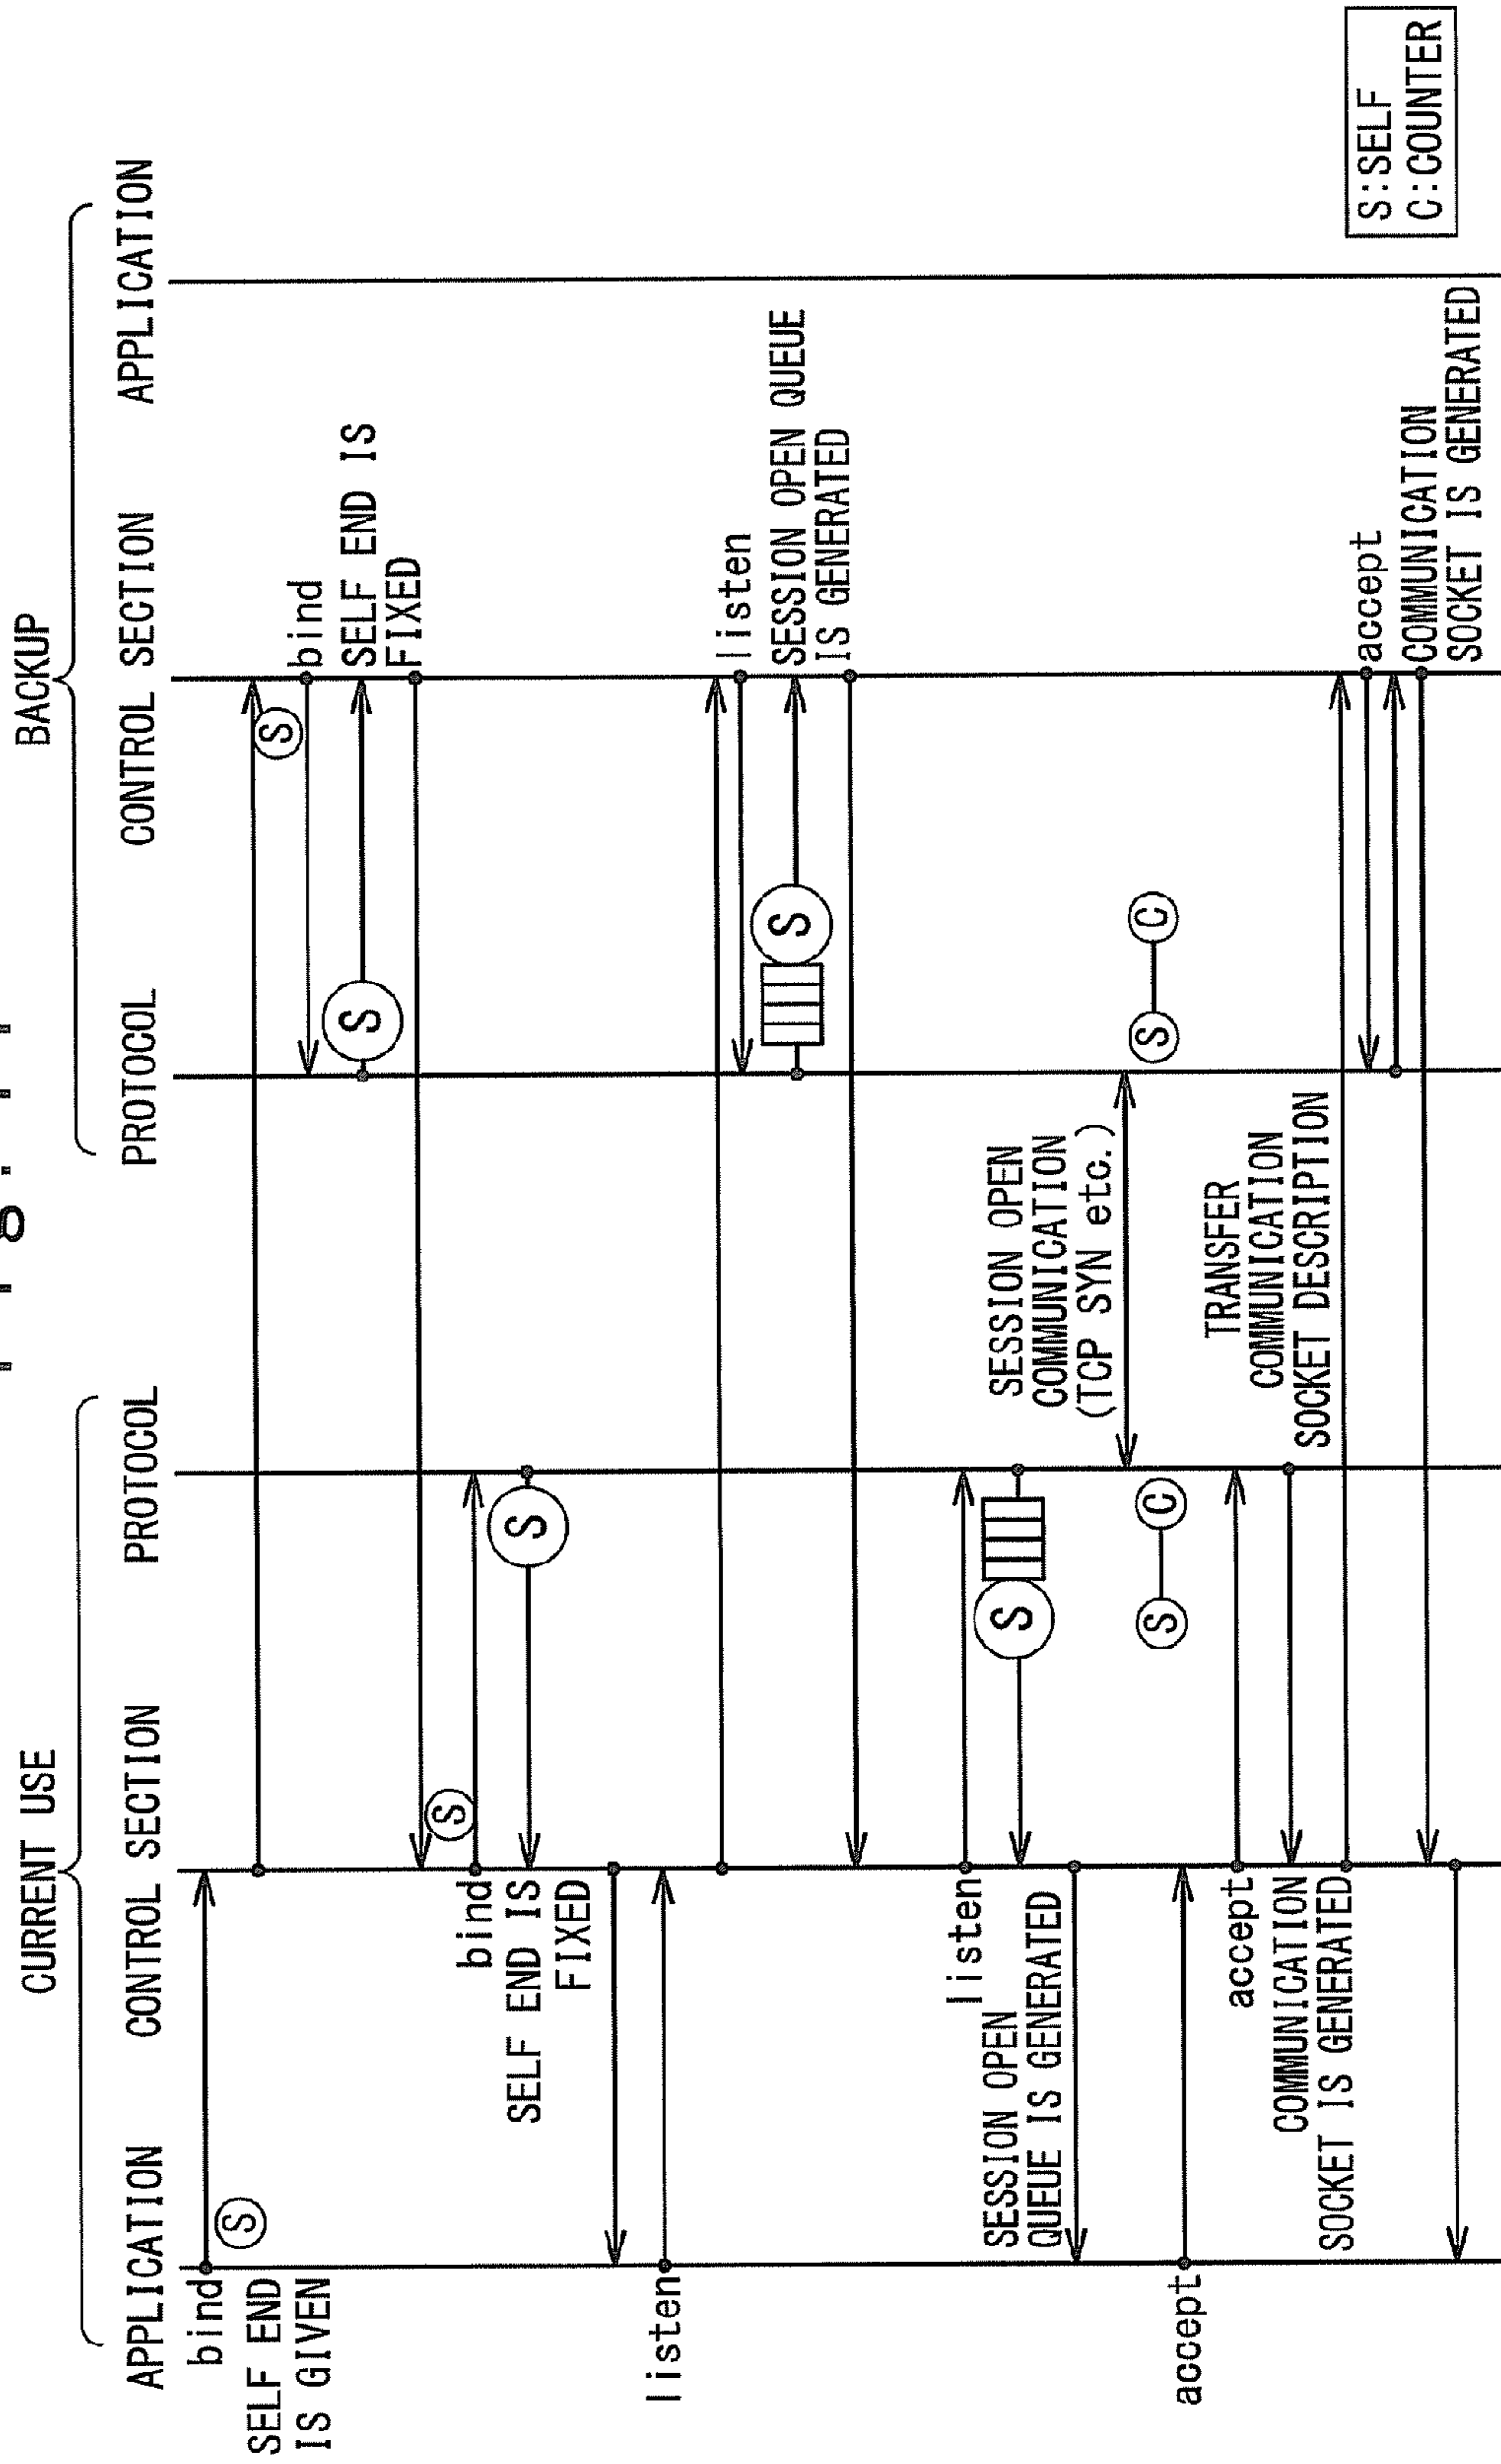 CURRENT USE
BACKUP
APPLICATION
CONTROL SECTION
PROTOCOL
PROTOCOL
CONTROL SECTION
APPLICATION
bind
SELF END
IS GIVEN
S
S
bind
SELF END IS
FIXED
S
S
bind
SELF END IS
FIXED
S
listen
listen
SESSION OPEN QUEUE
IS GENERATED
S
listen
SESSION OPEN
QUEUE IS GENERATED
S
SESSION OPEN
COMMUNICATION
(TCP SYN etc.)
S
C
S
C
accept
accept
COMMUNICATION
SOCKET IS GENERATED
TRANSFER
COMMUNICATION
SOCKET DESCRIPTION
accept
COMMUNICATION
SOCKET IS GENERATED
S:SELF
C:COUNTER